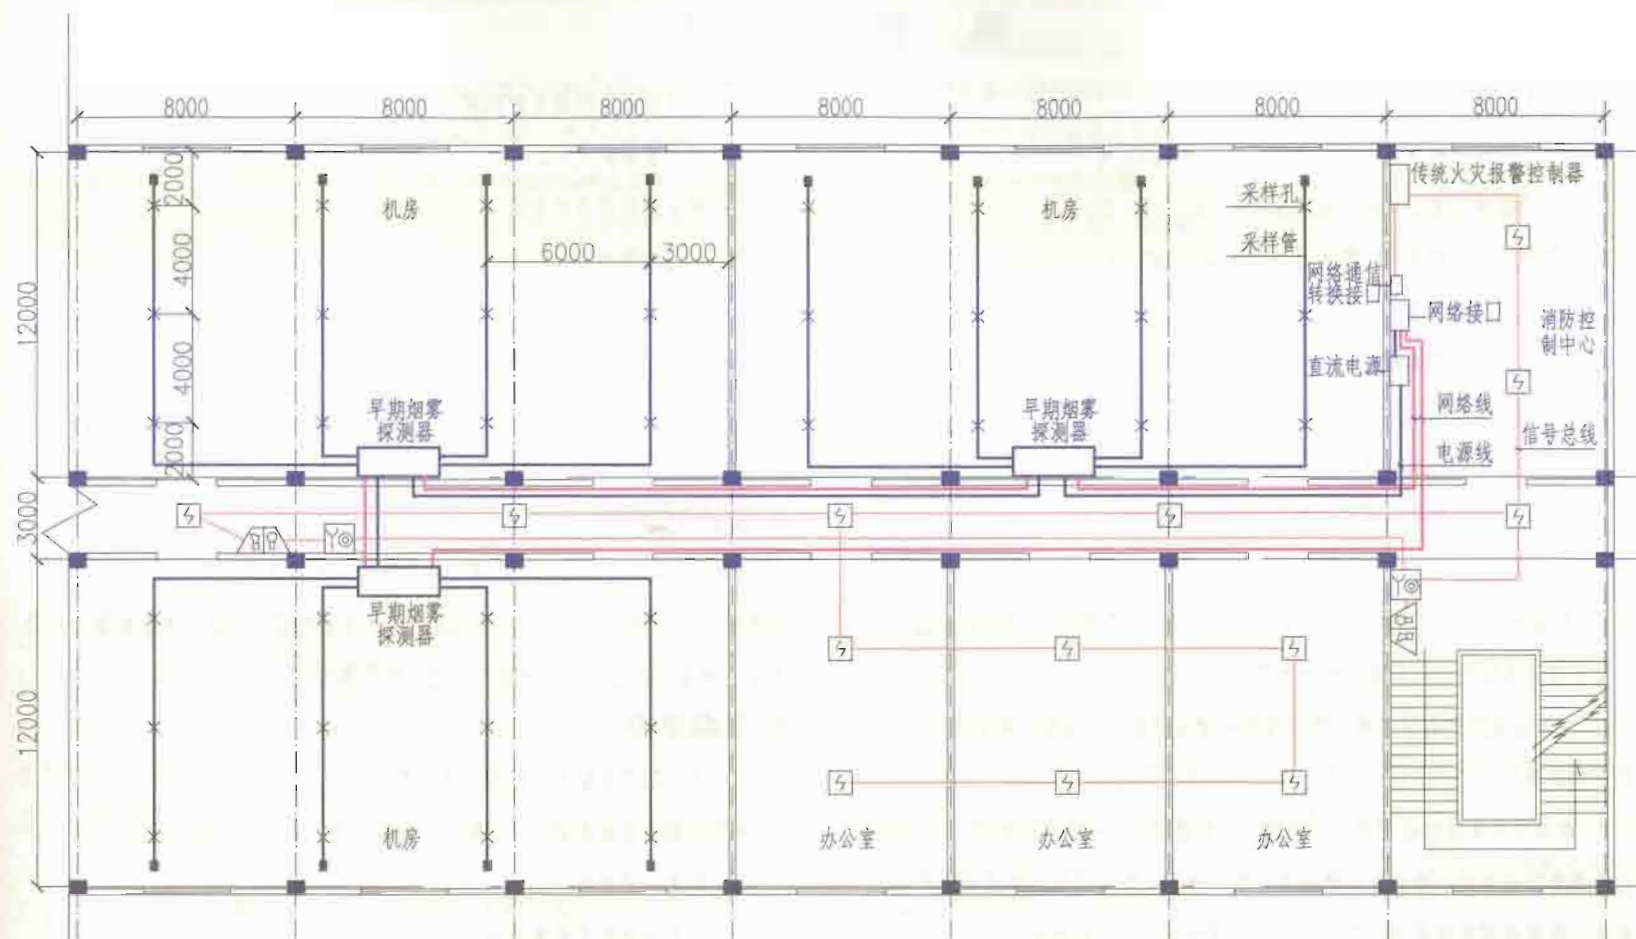 8000
8000
8000
8000
8000
8000
8000
2000
4000
4000
2000
12000
3000
12000
机房
6000
3000
早期烟雾
探测器
机房
采样孔
采样管
早期烟雾
探测器
传统火灾报警控制器
网络通信
转换接口
网络接口
直流电源
消防控
制中心
网络线
信号总线
电源线
早期烟雾
探测器
机房
办公室
办公室
办公室